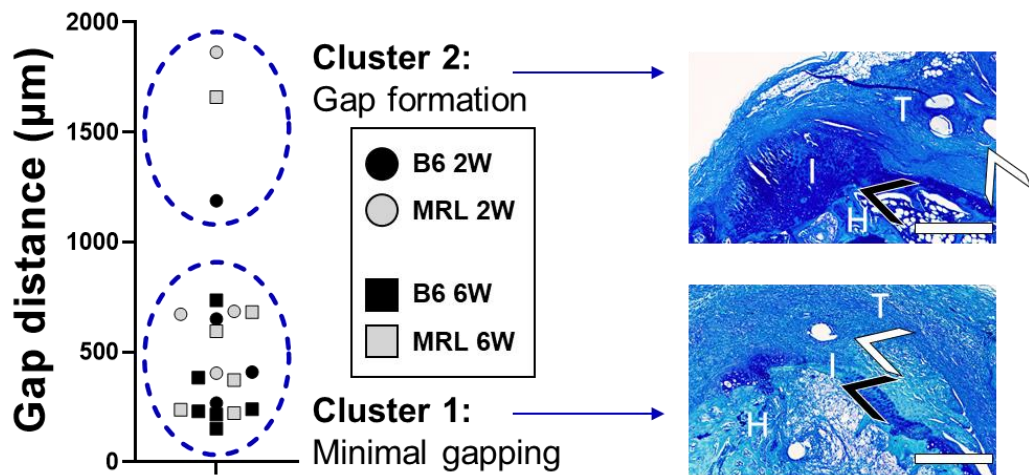 Gap distance (µm)
2000
1500
1000
500
0
Cluster 2:
Gap formation
B6 2W
MRL 2W
B6 6W
MRL 6W
Cluster 1:
Minimal gapping
T
I
H
T
I
H